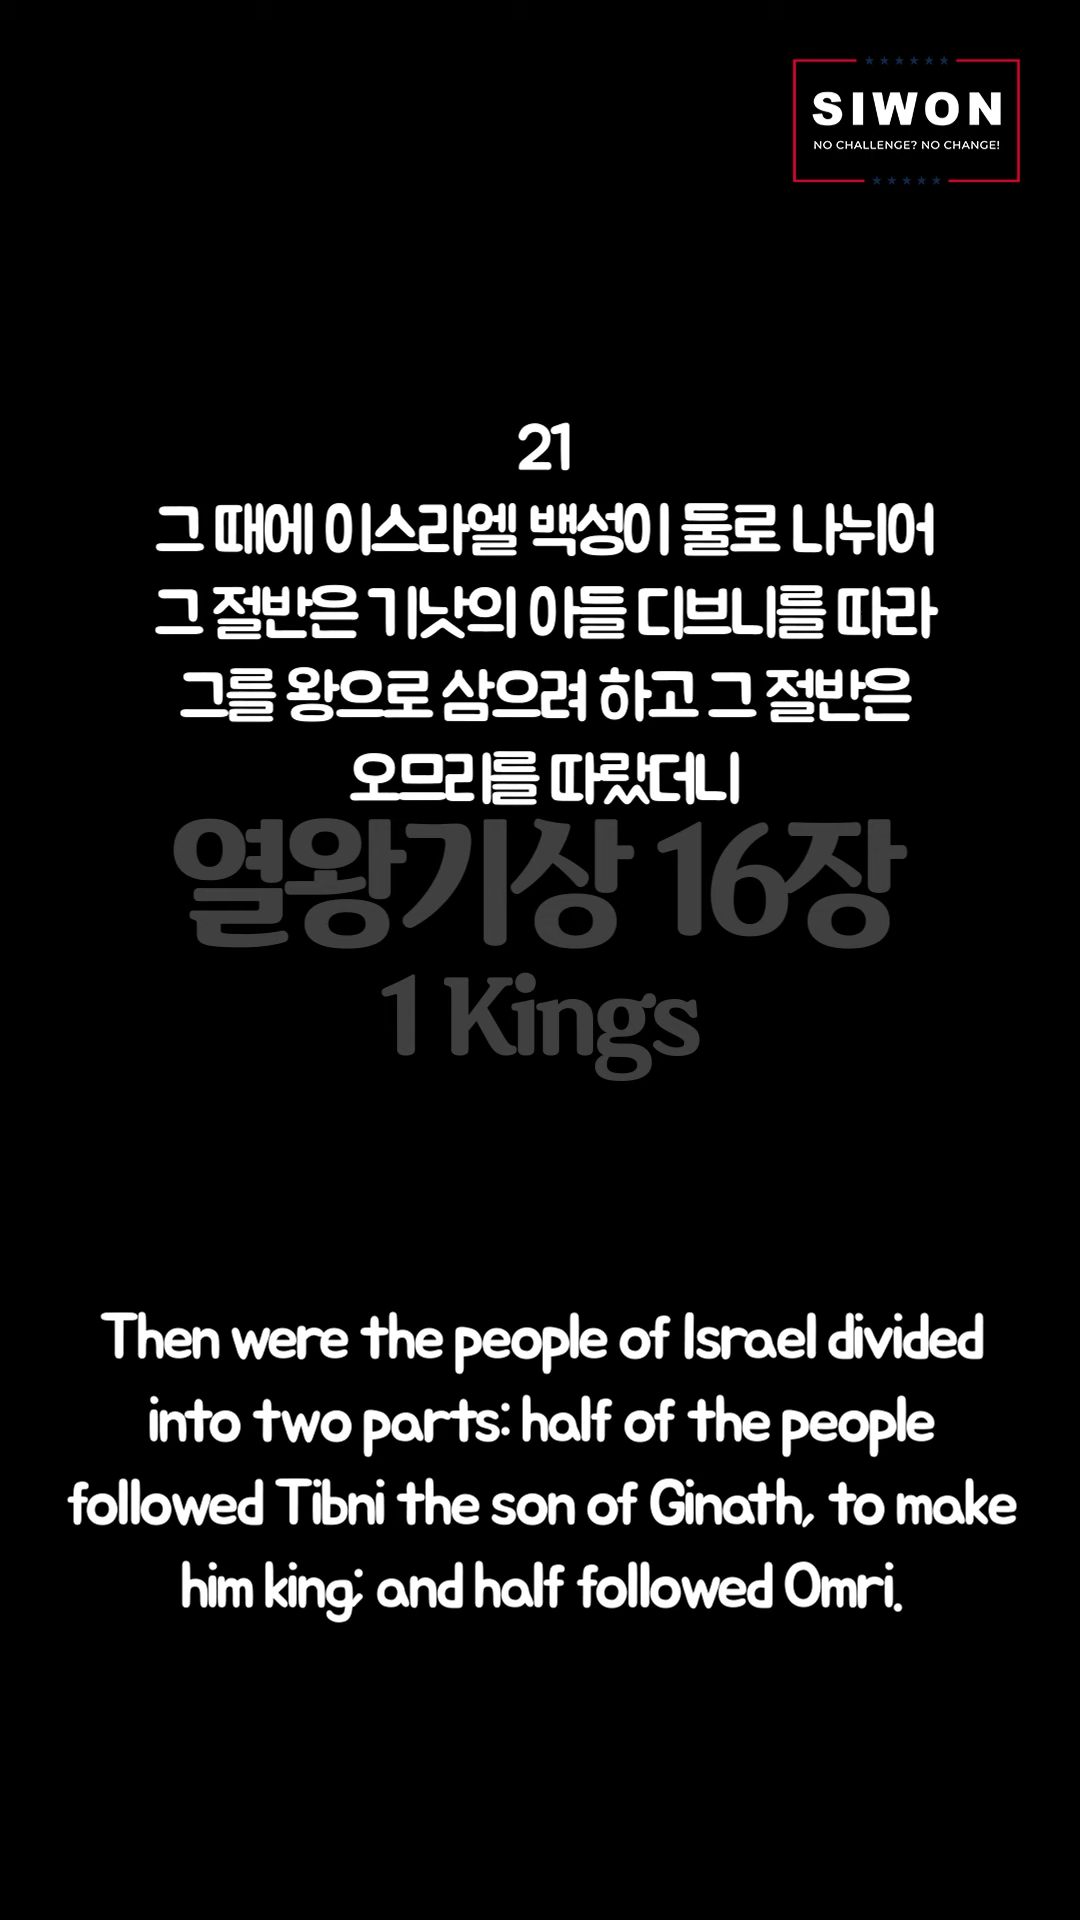 SIWON
NO CHALLENGE? NO CHANGE!
21
그 때에 이스라엘 백성이 둘로 나뉘어
그 절반은 기낫의 아들 디브니를 따라
그를 왕으로 삼으려 하고 그 절반은
오므리를 따랐더니
열왕기상 16장
1 Kings
Then were the people of Israel divided
into two parts: half of the people
followed Tibni the son of Ginath, to make
him king; and half followed Omri.